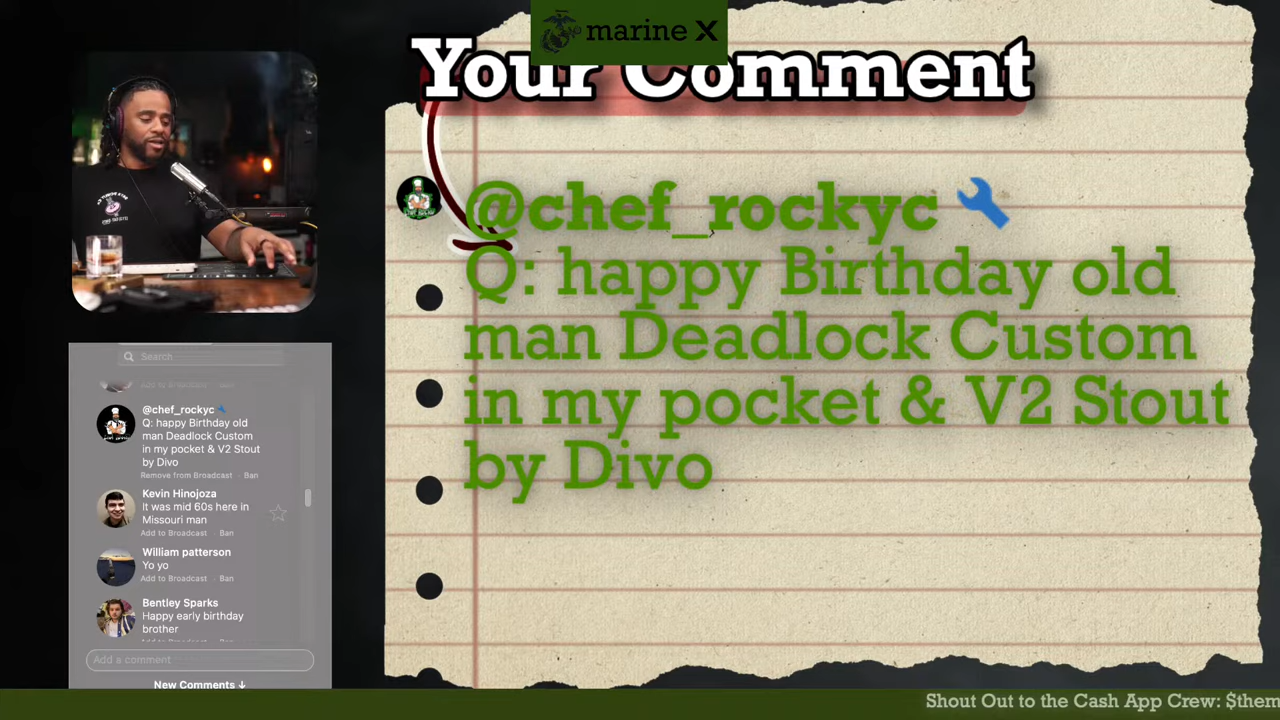 marine X
Your Comment
@chef_rockyc
Q: happy Birthday old
man Deadlock Custom
in my pocket & V2 Stout
by Divo
Search
@chef_rockyc
Q: happy Birthday old
man Deadlock Custom
in my pocket & V2 Stout
by Divo
Remove from Broadcast · Ban
Kevin Hinojoza
It was mid 60s here in
Missouri man
Add to Broadcast · Ban
William patterson
Yo yo
Add to Broadcast · Ban
Bentley Sparks
Happy early birthday
brother
Add a comment
New Comments ↓
Shout Out to the Cash App Crew: $them